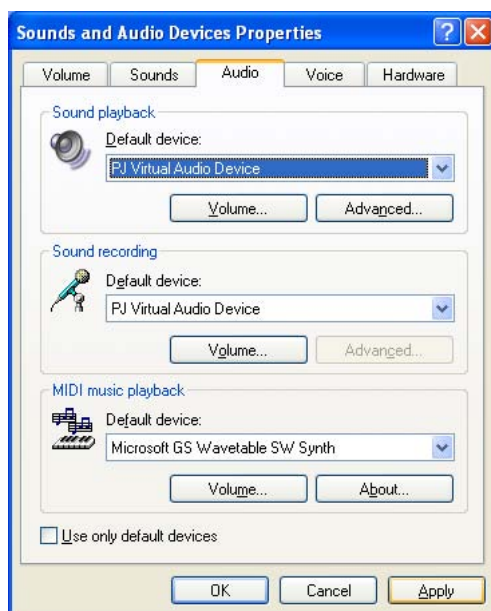 Sounds and Audio Devices Properties
Volume Sounds Audio Voice Hardware
Sound playback
Default device:
PJ Virtual Audio Device
Volume... Advanced...
Sound recording
Default device:
PJ Virtual Audio Device
Volume... Advanced...
MIDI music playback
Default device:
Microsoft GS Wavetable SW Synth
Volume... About...
Use only default devices
OK Cancel Apply